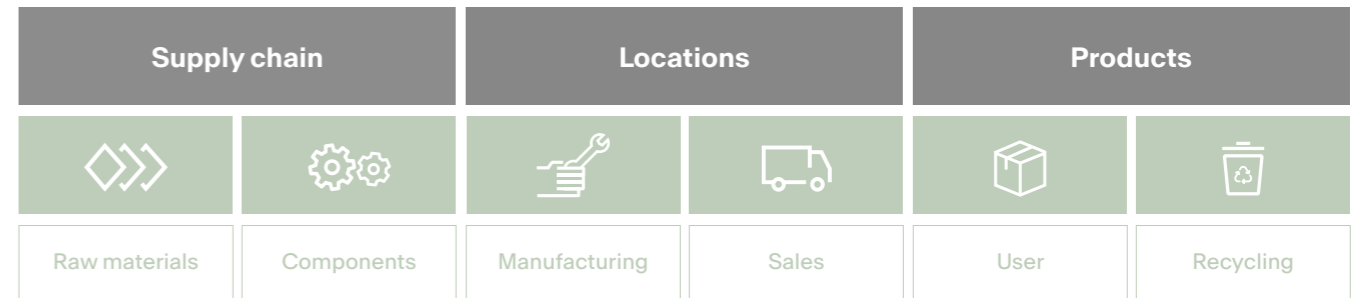 Supply chain
Locations
Products
Raw materials
Components
Manufacturing
Sales
User
Recycling